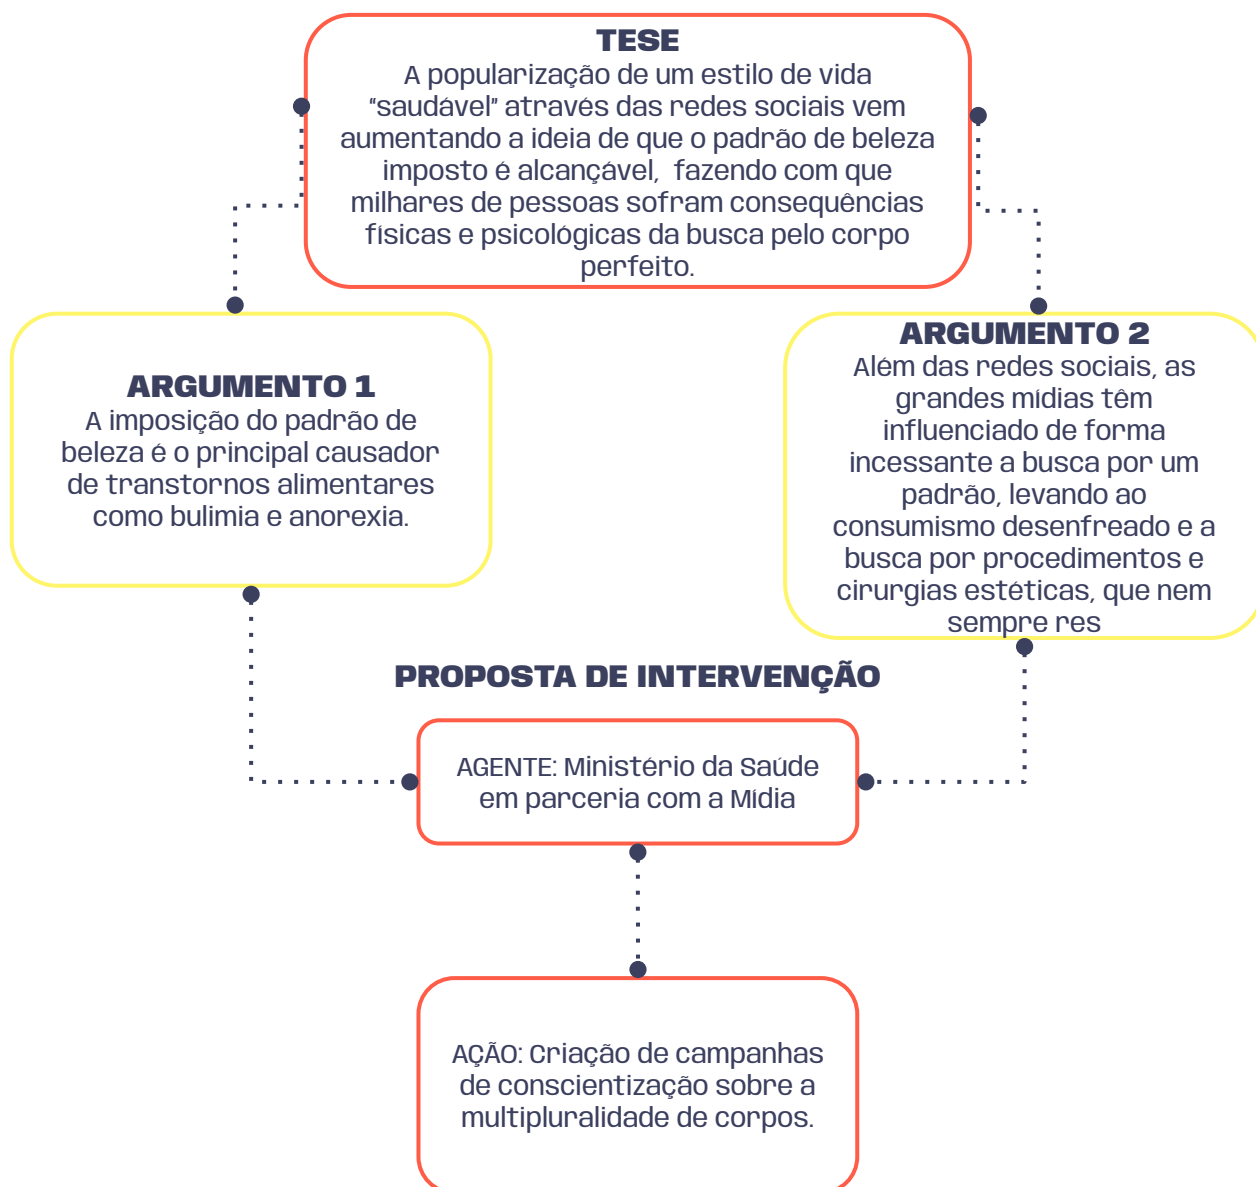 TESE
A popularização de um estilo de vida
"saudável" através das redes sociais vem
aumentando a ideia de que o padrão de beleza
imposto é alcançável, fazendo com que
milhares de pessoas sofram consequências
físicas e psicológicas da busca pelo corpo
perfeito.
ARGUMENTO 1
A imposição do padrão de
beleza é o principal causador
de transtornos alimentares
como bulimia e anorexia.
ARGUMENTO 2
Além das redes sociais, as
grandes mídias têm
influenciado de forma
incessante a busca por um
padrão, levando ao
consumismo desenfreado e a
busca por procedimentos e
cirurgias estéticas, que nem
sempre res
PROPOSTA DE INTERVENÇÃO
AGENTE: Ministério da Saúde
em parceria com a Mídia
AÇÃO: Criação de campanhas
de conscientização sobre a
multipluralidade de corpos.